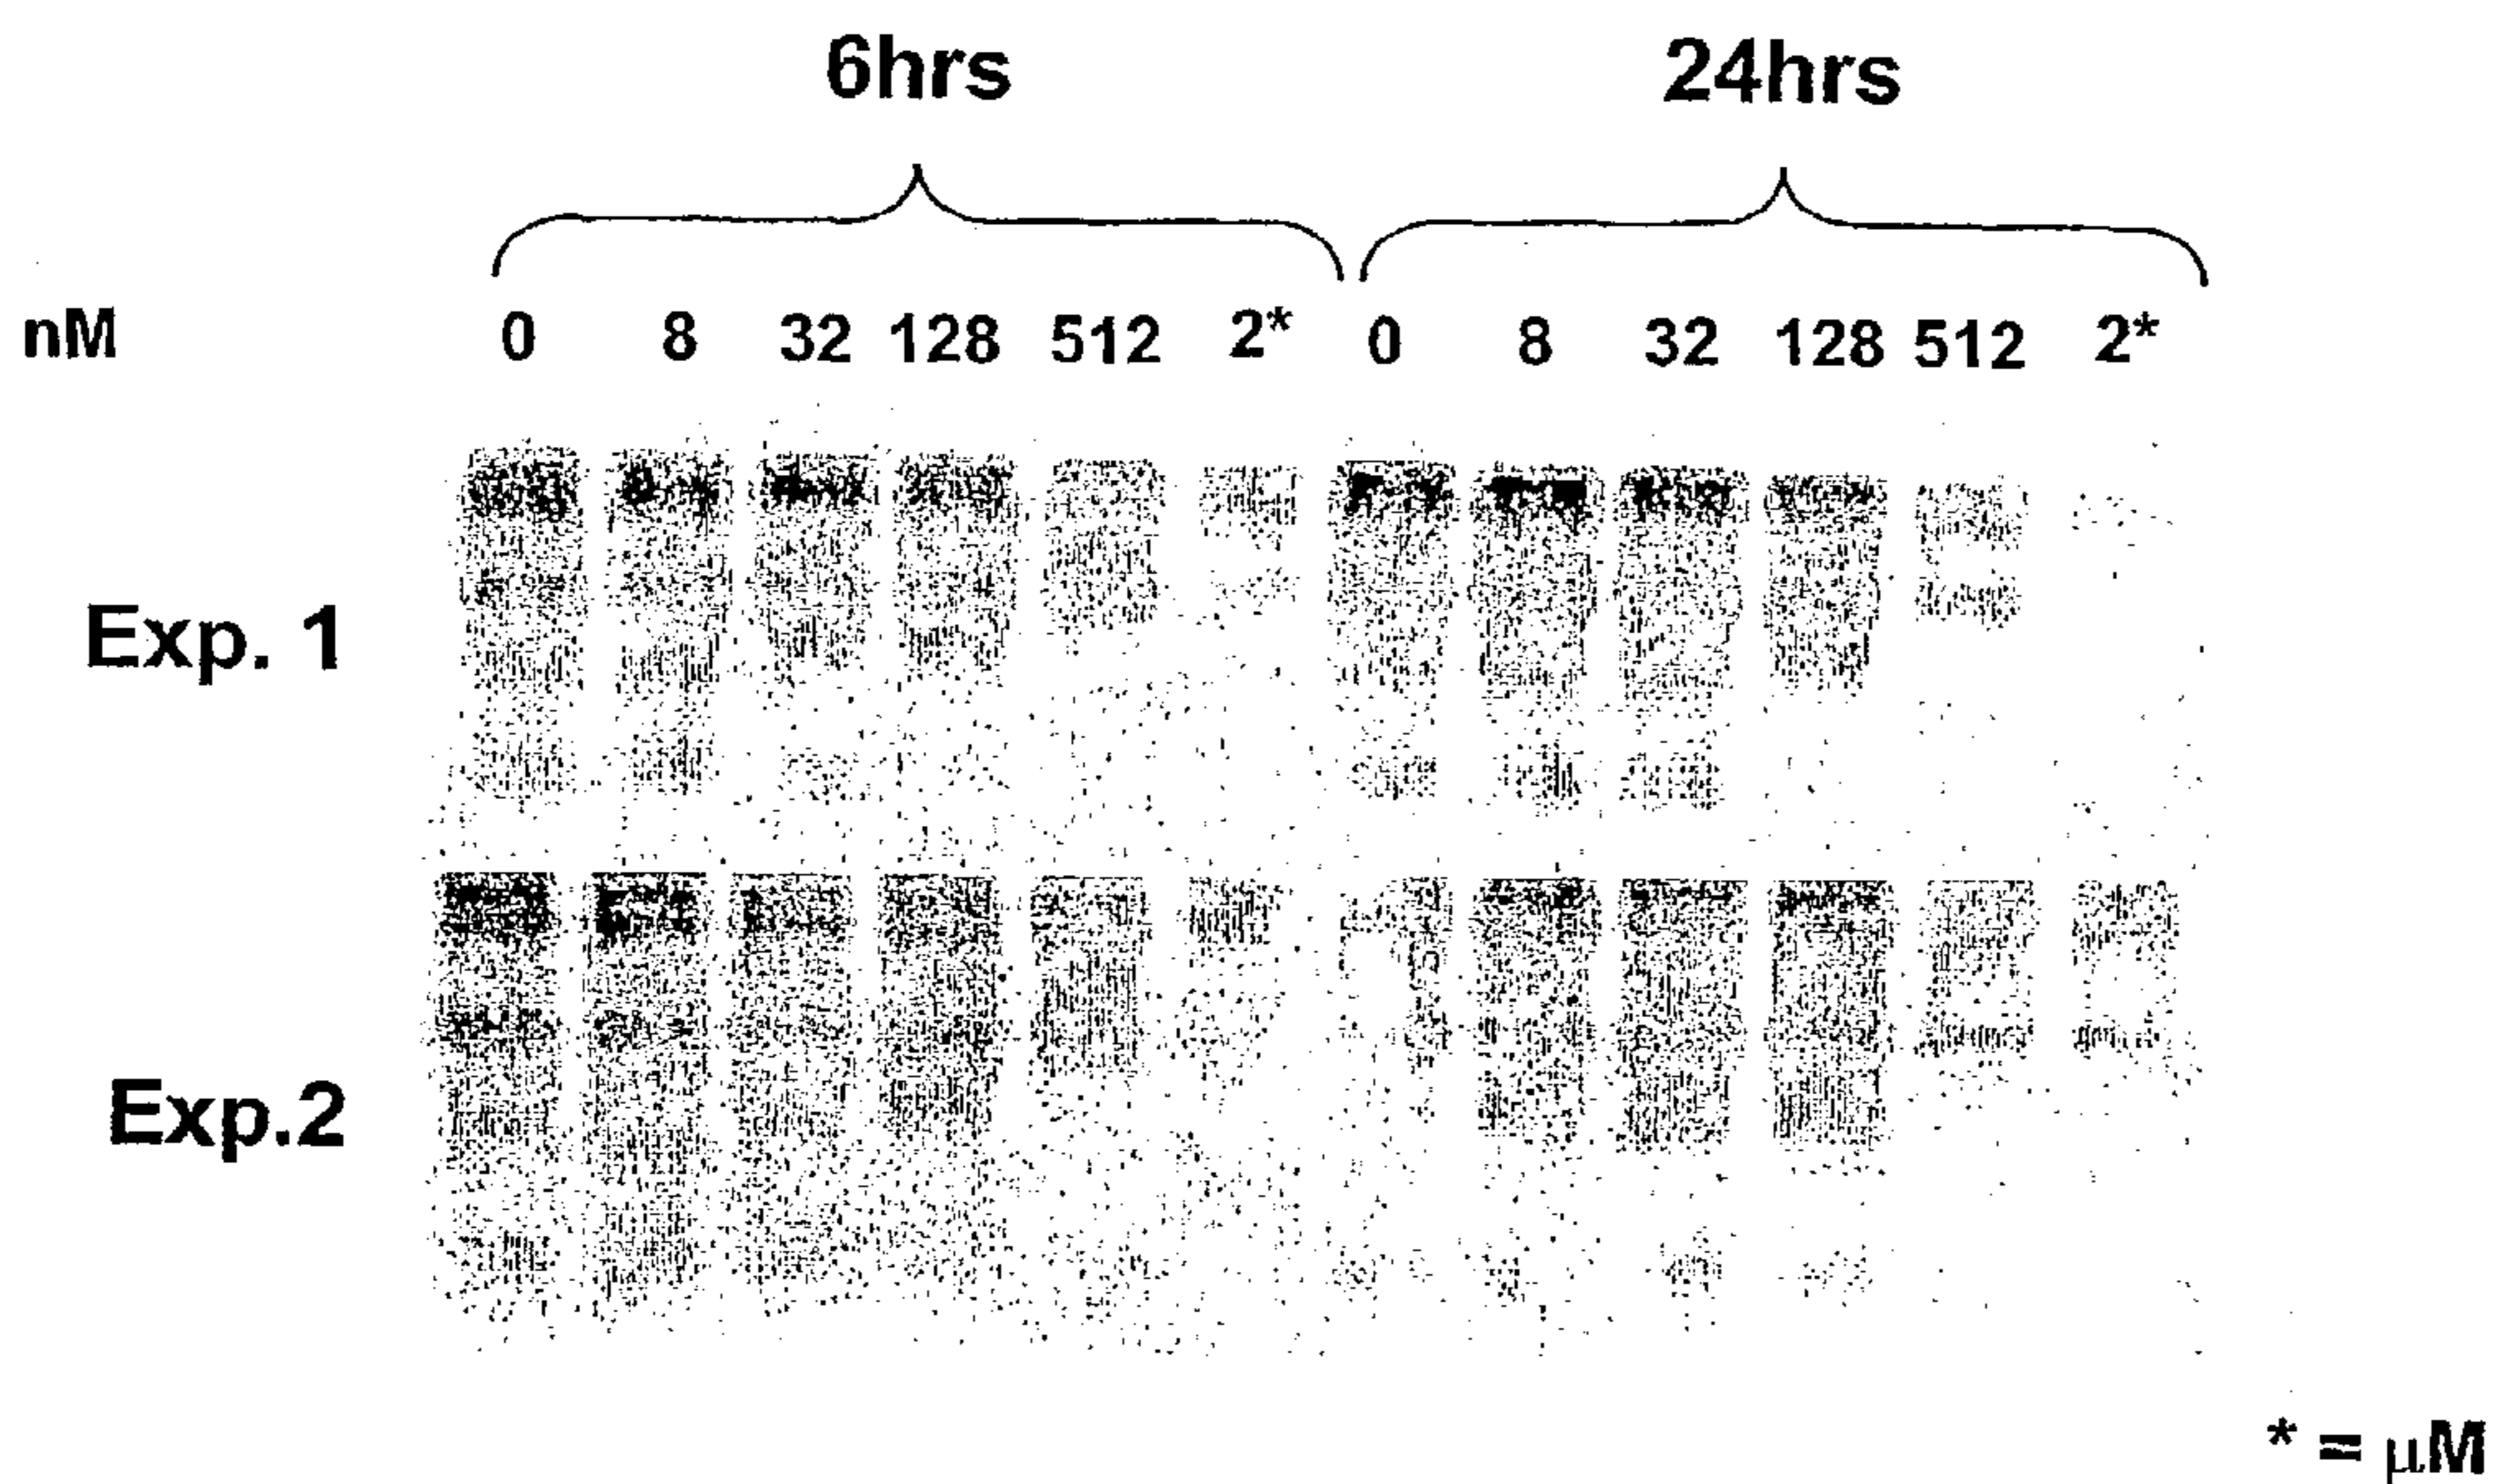 6hrs 24hrs
nM 0 8 32 128 512 2* 0 8 32 128 512 2*
Exp. 1
Exp.2
* = μM